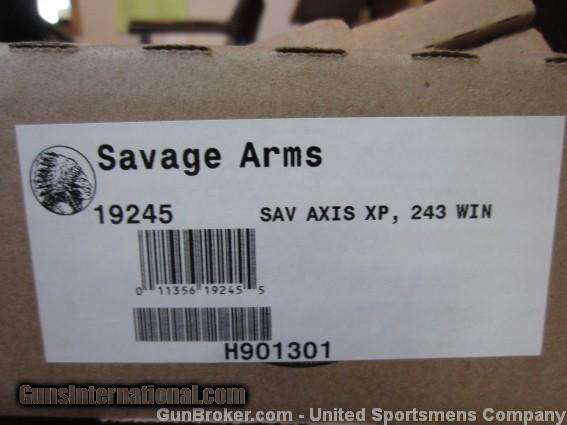 Savage Arms
19245 SAV AXIS XP, 243 WIN
0 11356 19245 5
H901301
GunsInternational.com
GunBroker.com - United Sportsmens Company